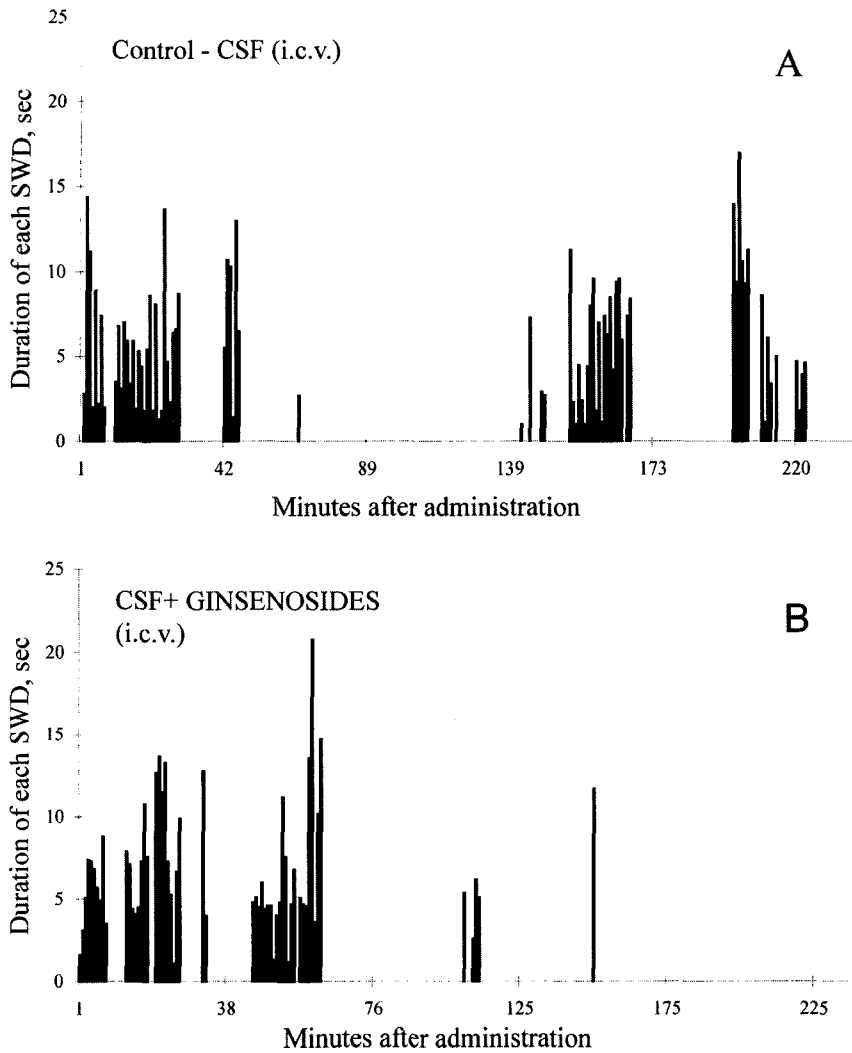 25
Control - CSF (i.c.v.)
A
20
15
10
5
0
Duration of each SWD, sec
1 42 89 139 173 220
Minutes after administration
25
CSF+ GINSENOSIDES
(i.c.v.)
B
20
15
10
5
0
Duration of each SWD, sec
1 38 76 125 175 225
Minutes after administration